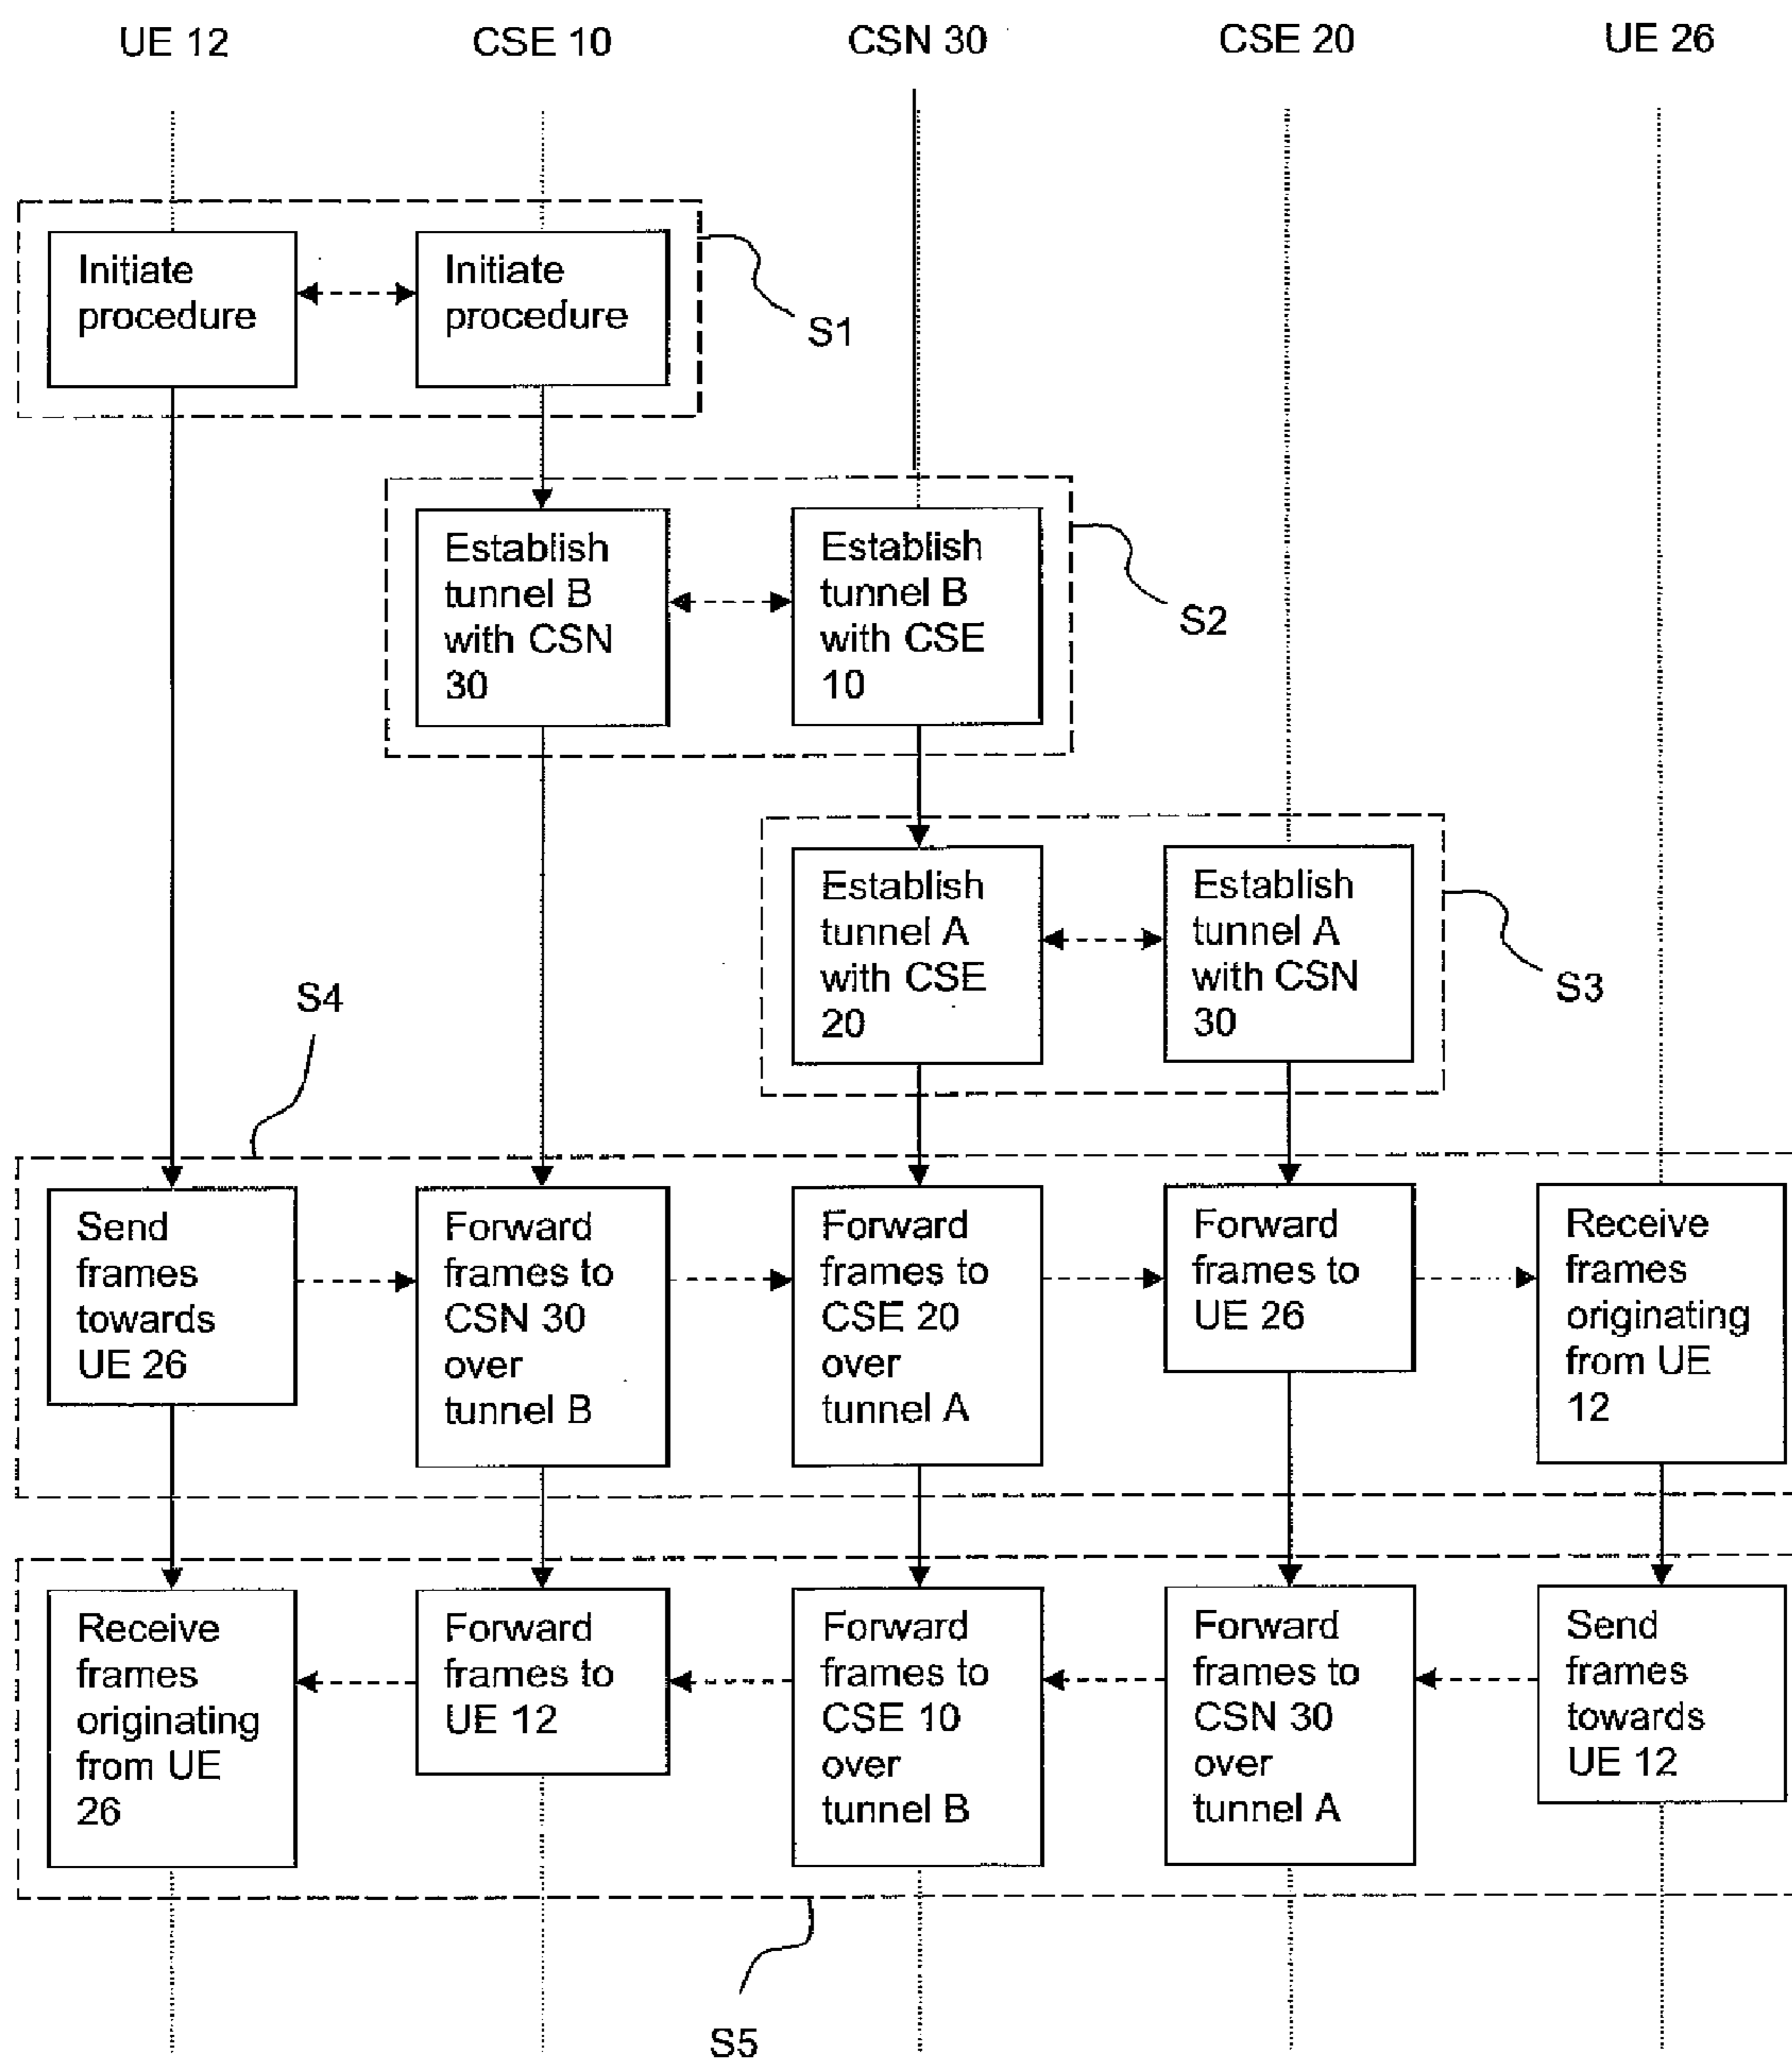 UE 12
CSE 10
CSN 30
CSE 20
UE 26
Initiate
procedure
Initiate
procedure
S1
Establish
tunnel B
with CSN
30
Establish
tunnel B
with CSE
10
S2
Establish
tunnel A
with CSE
20
Establish
tunnel A
with CSN
30
S3
S4
Send
frames
towards
UE 26
Forward
frames to
CSN 30
over
tunnel B
Forward
frames to
CSE 20
over
tunnel A
Forward
frames to
UE 26
Receive
frames
originating
from UE
12
Receive
frames
originating
from UE
26
Forward
frames to
UE 12
Forward
frames to
CSE 10
over
tunnel B
Forward
frames to
CSN 30
over
tunnel A
Send
frames
towards
UE 12
S5